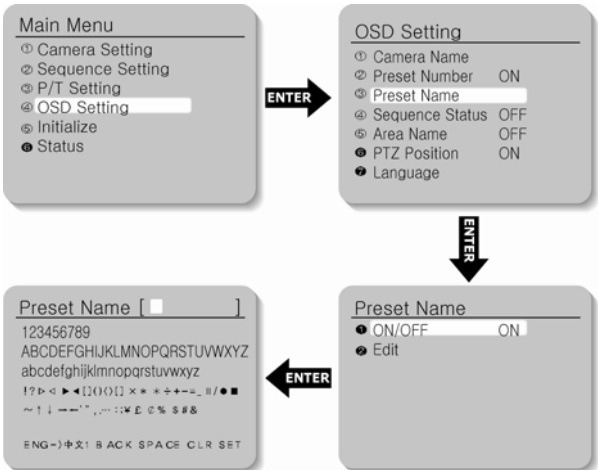 Main Menu
① Camera Setting
② Sequence Setting
③ P/T Setting
④ OSD Setting
⑤ Initialize
❻ Status
ENTER
OSD Setting
① Camera Name
② Preset Number ON
③ Preset Name
④ Sequence Status OFF
⑤ Area Name OFF
❻ PTZ Position ON
❼ Language
ENTER
Preset Name
❶ ON/OFF ON
❷ Edit
ENTER
Preset Name [ ]
123456789
ABCDEFGHIJKLMNOPQRSTUVWXYZ
abcdefghijklmnopqrstuvwxyz
!?▷◁►◄[]()⟨⟩[]×*∗÷+−=_II/●■
~↑↓→←'",.··:;¥£₡%$#&
ENG-)中文1 BACK SPACE CLR SET